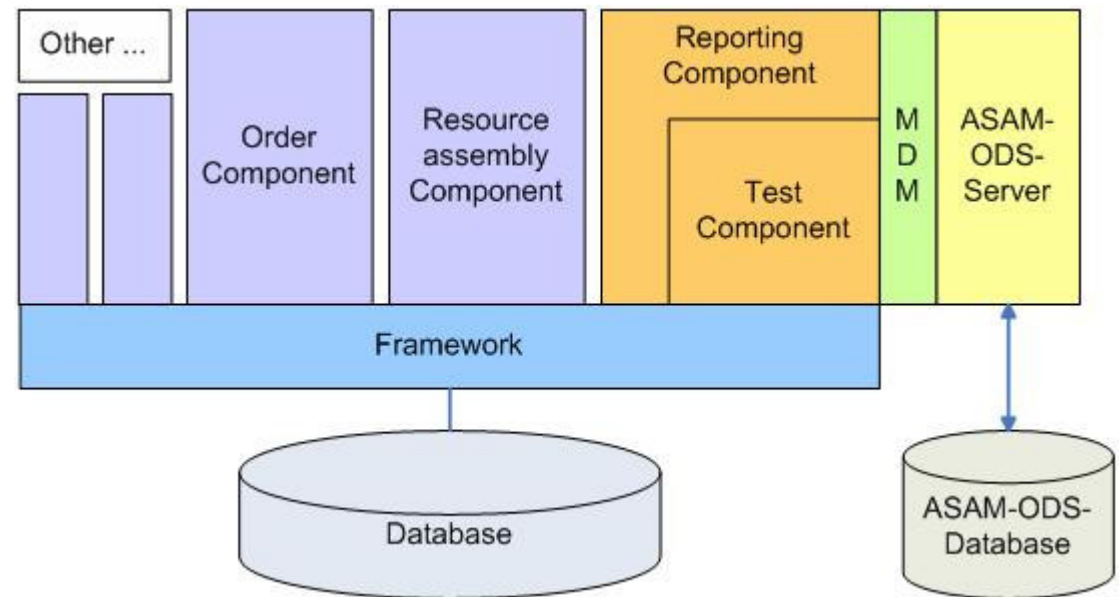 Other ...
Order
Component
Resource
assembly
Component
Reporting
Component
Test
Component
M
D
M
ASAM-
ODS-
Server
Framework
Database
ASAM-ODS-
Database